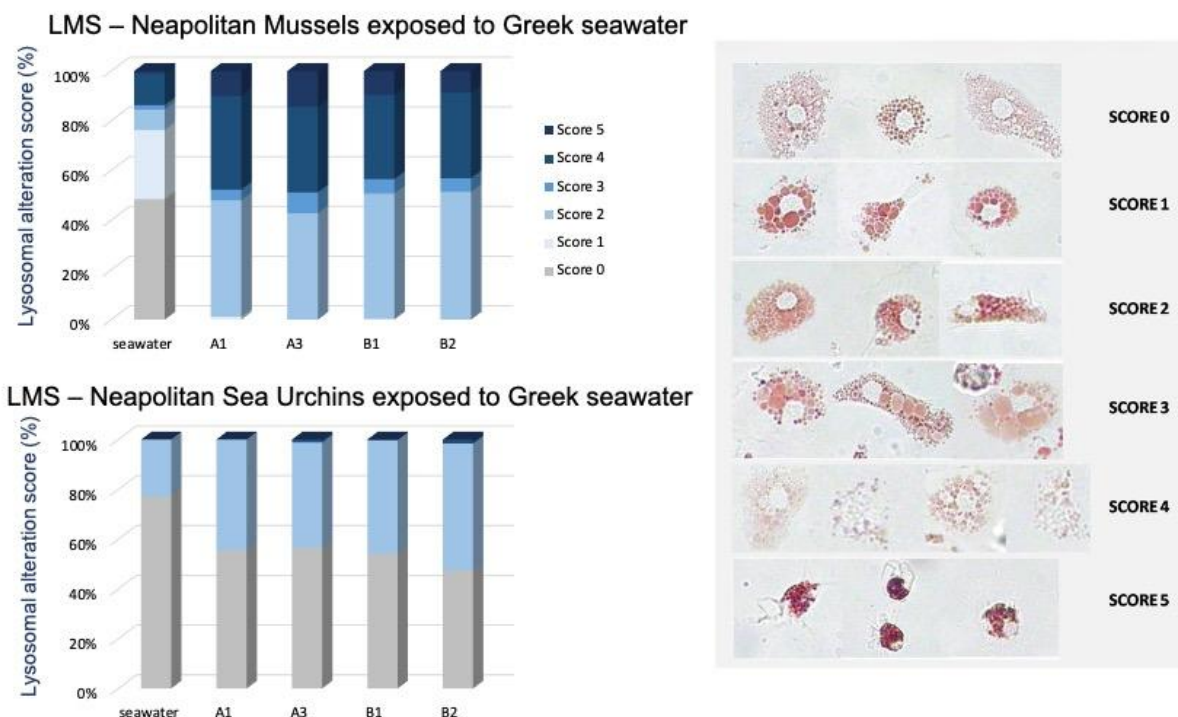 LMS – Neapolitan Mussels exposed to Greek seawater
Lysosomal alteration score (%)
100%
80%
60%
40%
20%
0%
seawater A1 A3 B1 B2
Score 5
Score 4
Score 3
Score 2
Score 1
Score 0
LMS – Neapolitan Sea Urchins exposed to Greek seawater
Lysosomal alteration score (%)
100%
80%
60%
40%
20%
0%
seawater A1 A3 B1 B2
SCORE 0
SCORE 1
SCORE 2
SCORE 3
SCORE 4
SCORE 5